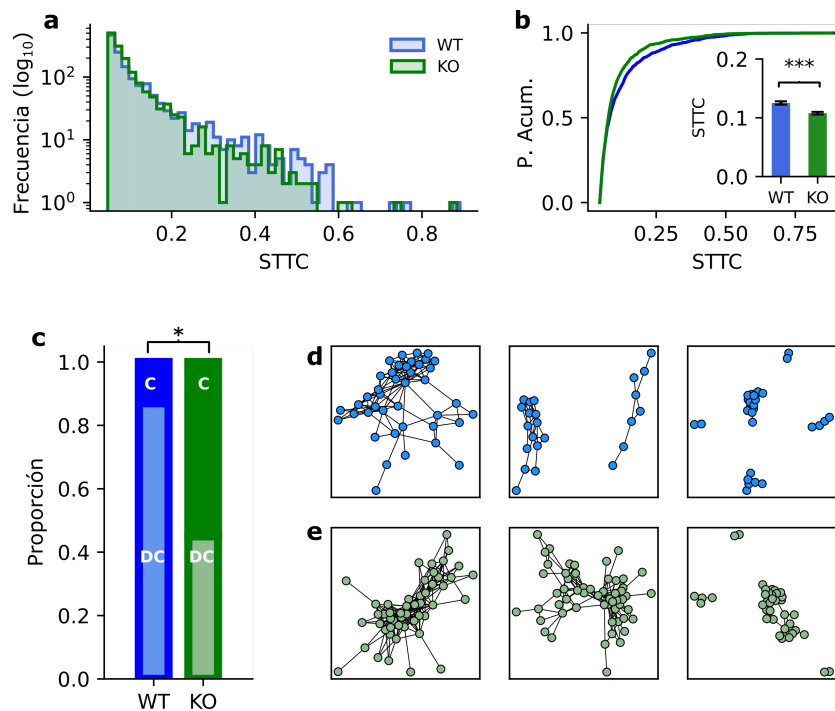 a
Frecuencia (log10)
10²
10¹
10⁰
0.2 0.4 0.6 0.8
STTC
WT
KO
b
P. Acum.
1.0
0.5
0.0
0.25 0.50 0.75
STTC
***
STTC
0.2
0.1
0.0
WT KO
c
*
Proporción
1.0
0.8
0.6
0.4
0.2
0.0
C C
DC DC
WT KO
d
e